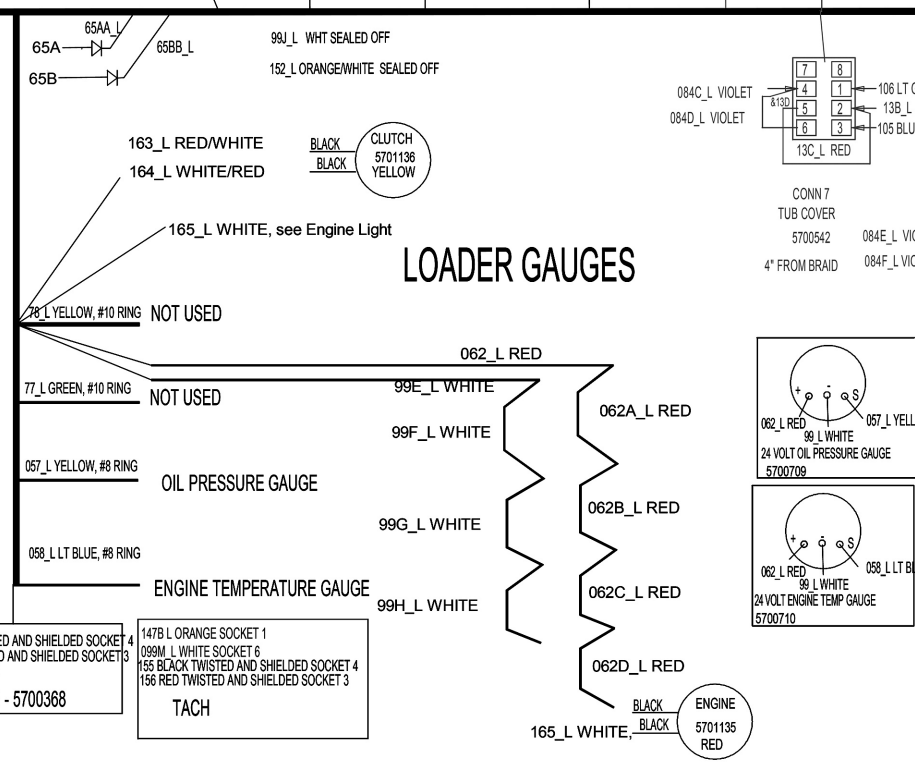 65AA_L
65A
65BB_L
65B
99J_L WHT SEALED OFF
152_L ORANGE/WHITE SEALED OFF
7 8
084C_L VIOLET
4 1
106 LT
&13D
5 2
13B_L
084D_L VIOLET
6 3
105 BLU
13C_L RED
163_L RED/WHITE
164_L WHITE/RED
BLACK
BLACK
CLUTCH
5701136
YELLOW
CONN 7
TUB COVER
5700542
4" FROM BRAID
084E_L VIO
084F_L VIO
165_L WHITE, see Engine Light
LOADER GAUGES
78_L YELLOW, #10 RING
NOT USED
062_L RED
77_L GREEN, #10 RING
NOT USED
99E_L WHITE
062A_L RED
99F_L WHITE
+ - S
062_L RED
057_L YELL
99_L WHITE
24 VOLT OIL PRESSURE GAUGE
5700709
057_L YELLOW, #8 RING
OIL PRESSURE GAUGE
062B_L RED
99G_L WHITE
+ - S
062_L RED
058_L LT BL
99_L WHITE
24 VOLT ENGINE TEMP GAUGE
5700710
058_L LT BLUE, #8 RING
ENGINE TEMPERATURE GAUGE
062C_L RED
99H_L WHITE
ED AND SHIELDED SOCKET 4
D AND SHIELDED SOCKET 3
- 5700368
147B L ORANGE SOCKET 1
099M_L WHITE SOCKET 6
155 BLACK TWISTED AND SHIELDED SOCKET 4
156 RED TWISTED AND SHIELDED SOCKET 3
TACH
062D_L RED
165_L WHITE,
BLACK
BLACK
ENGINE
5701135
RED